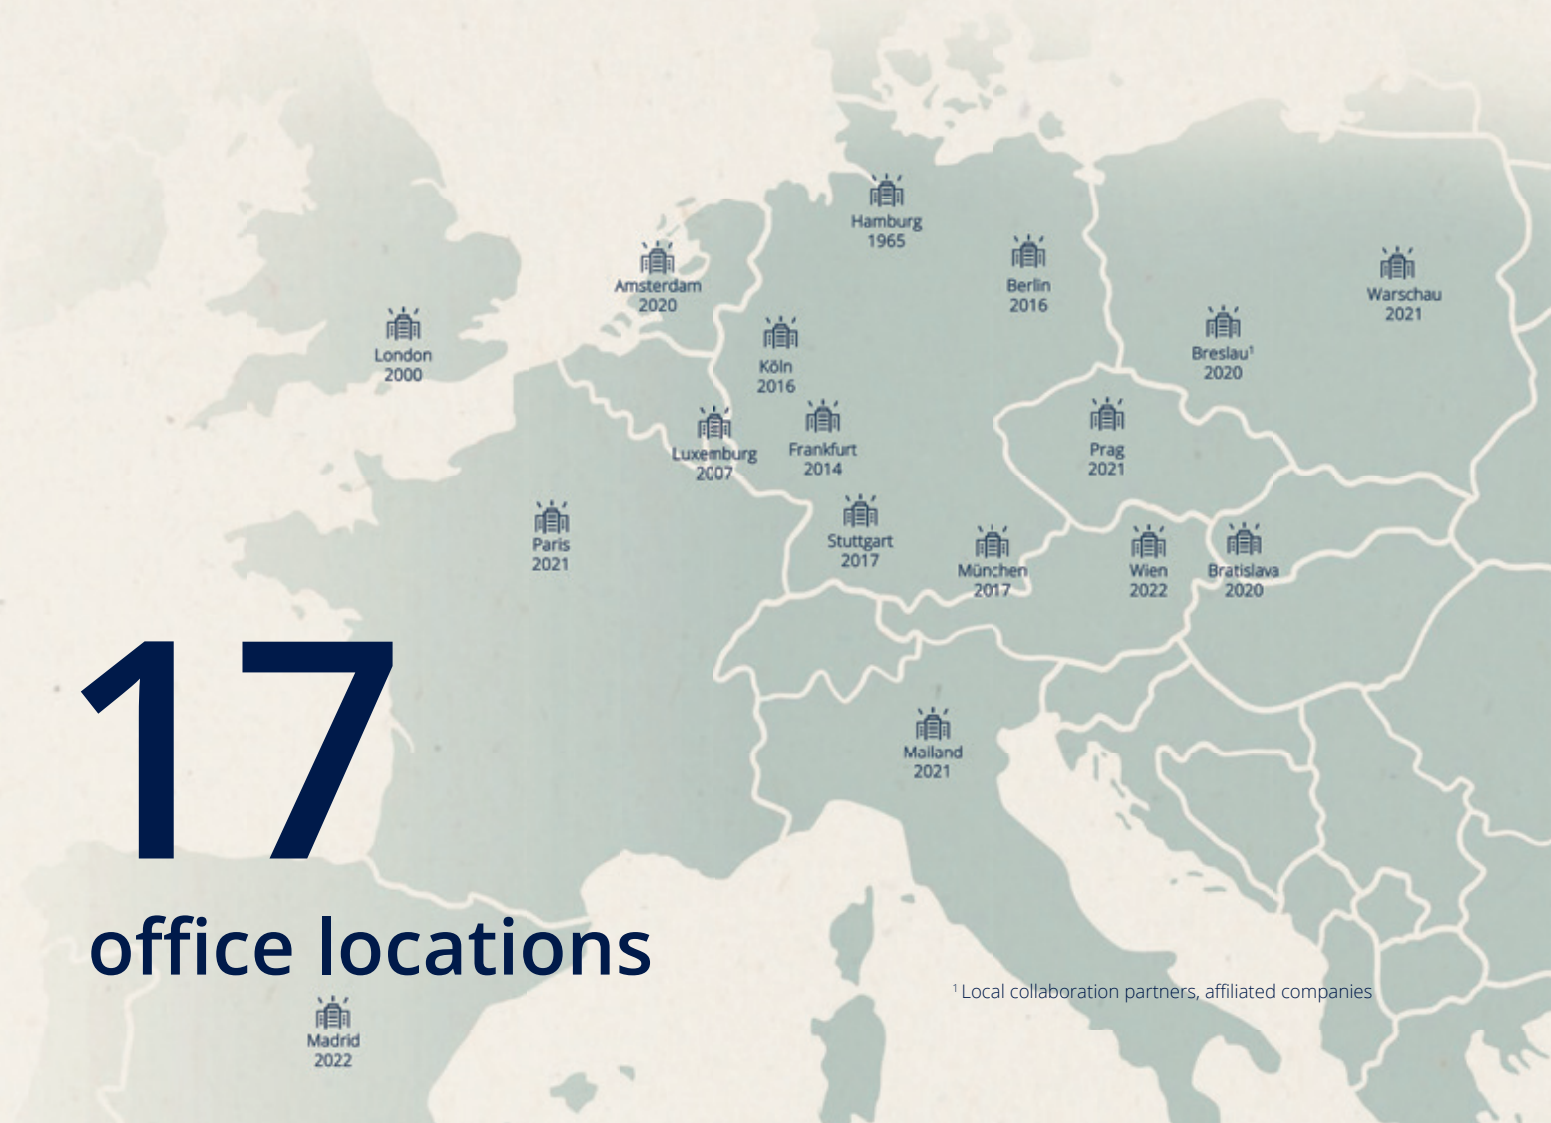 Hamburg
1965
Amsterdam
2020
Berlin
2016
Warschau
2021
London
2000
Köln
2016
Breslau¹
2020
Luxemburg
2007
Frankfurt
2014
Prag
2021
Paris
2021
Stuttgart
2017
München
2017
Wien
2022
Bratislava
2020
Mailand
2021
17
office locations
Madrid
2022
¹ Local collaboration partners, affiliated companies